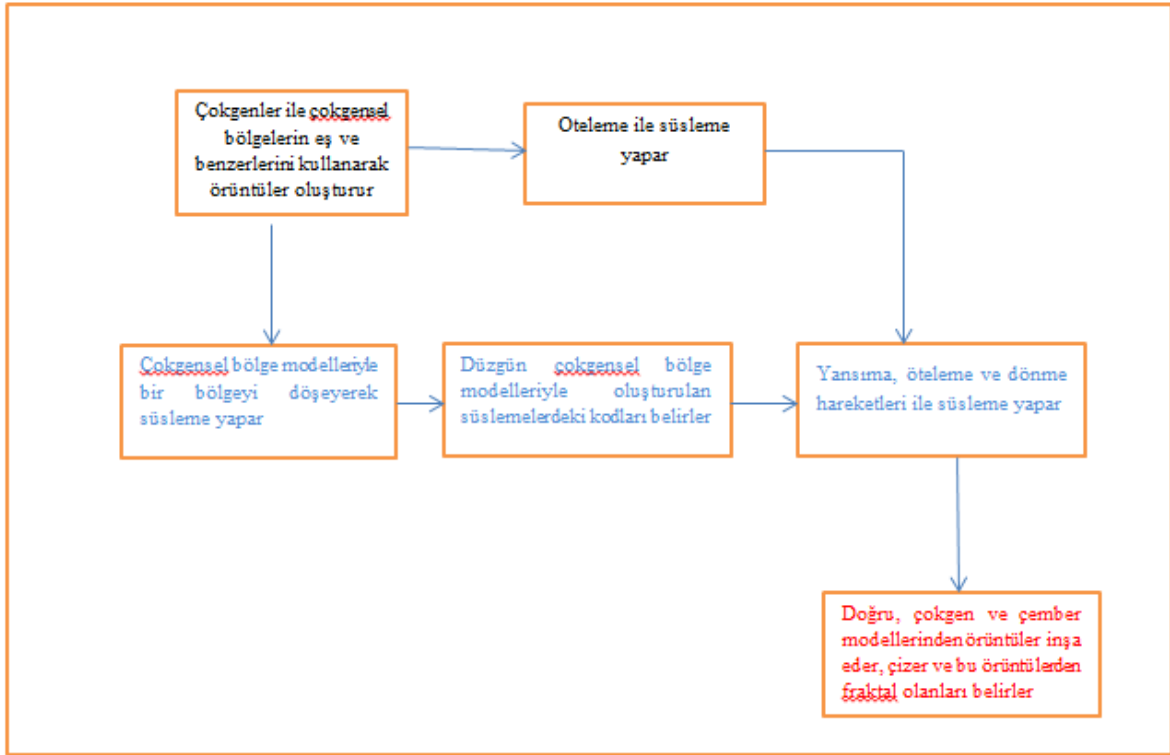 Çokgenler ile çokgensel
bölgelerin eş ve
benzerlerini kullanarak
örüntüler oluşturur
Oteleme ile süsleme
yapar
Çokgensel bölge modelleriyle
bir bölgeyi döşeyerek
süsleme yapar
Düzgün çokgensel bölge
modelleriyle oluşturulan
süslemelerdeki kodları belirler
Yansıma, öteleme ve dönme
hareketleri ile süsleme yapar
Doğru, çokgen ve çember
modellerinden örüntüler inşa
eder, çizer ve bu örüntülerden
fraktal olanları belirler